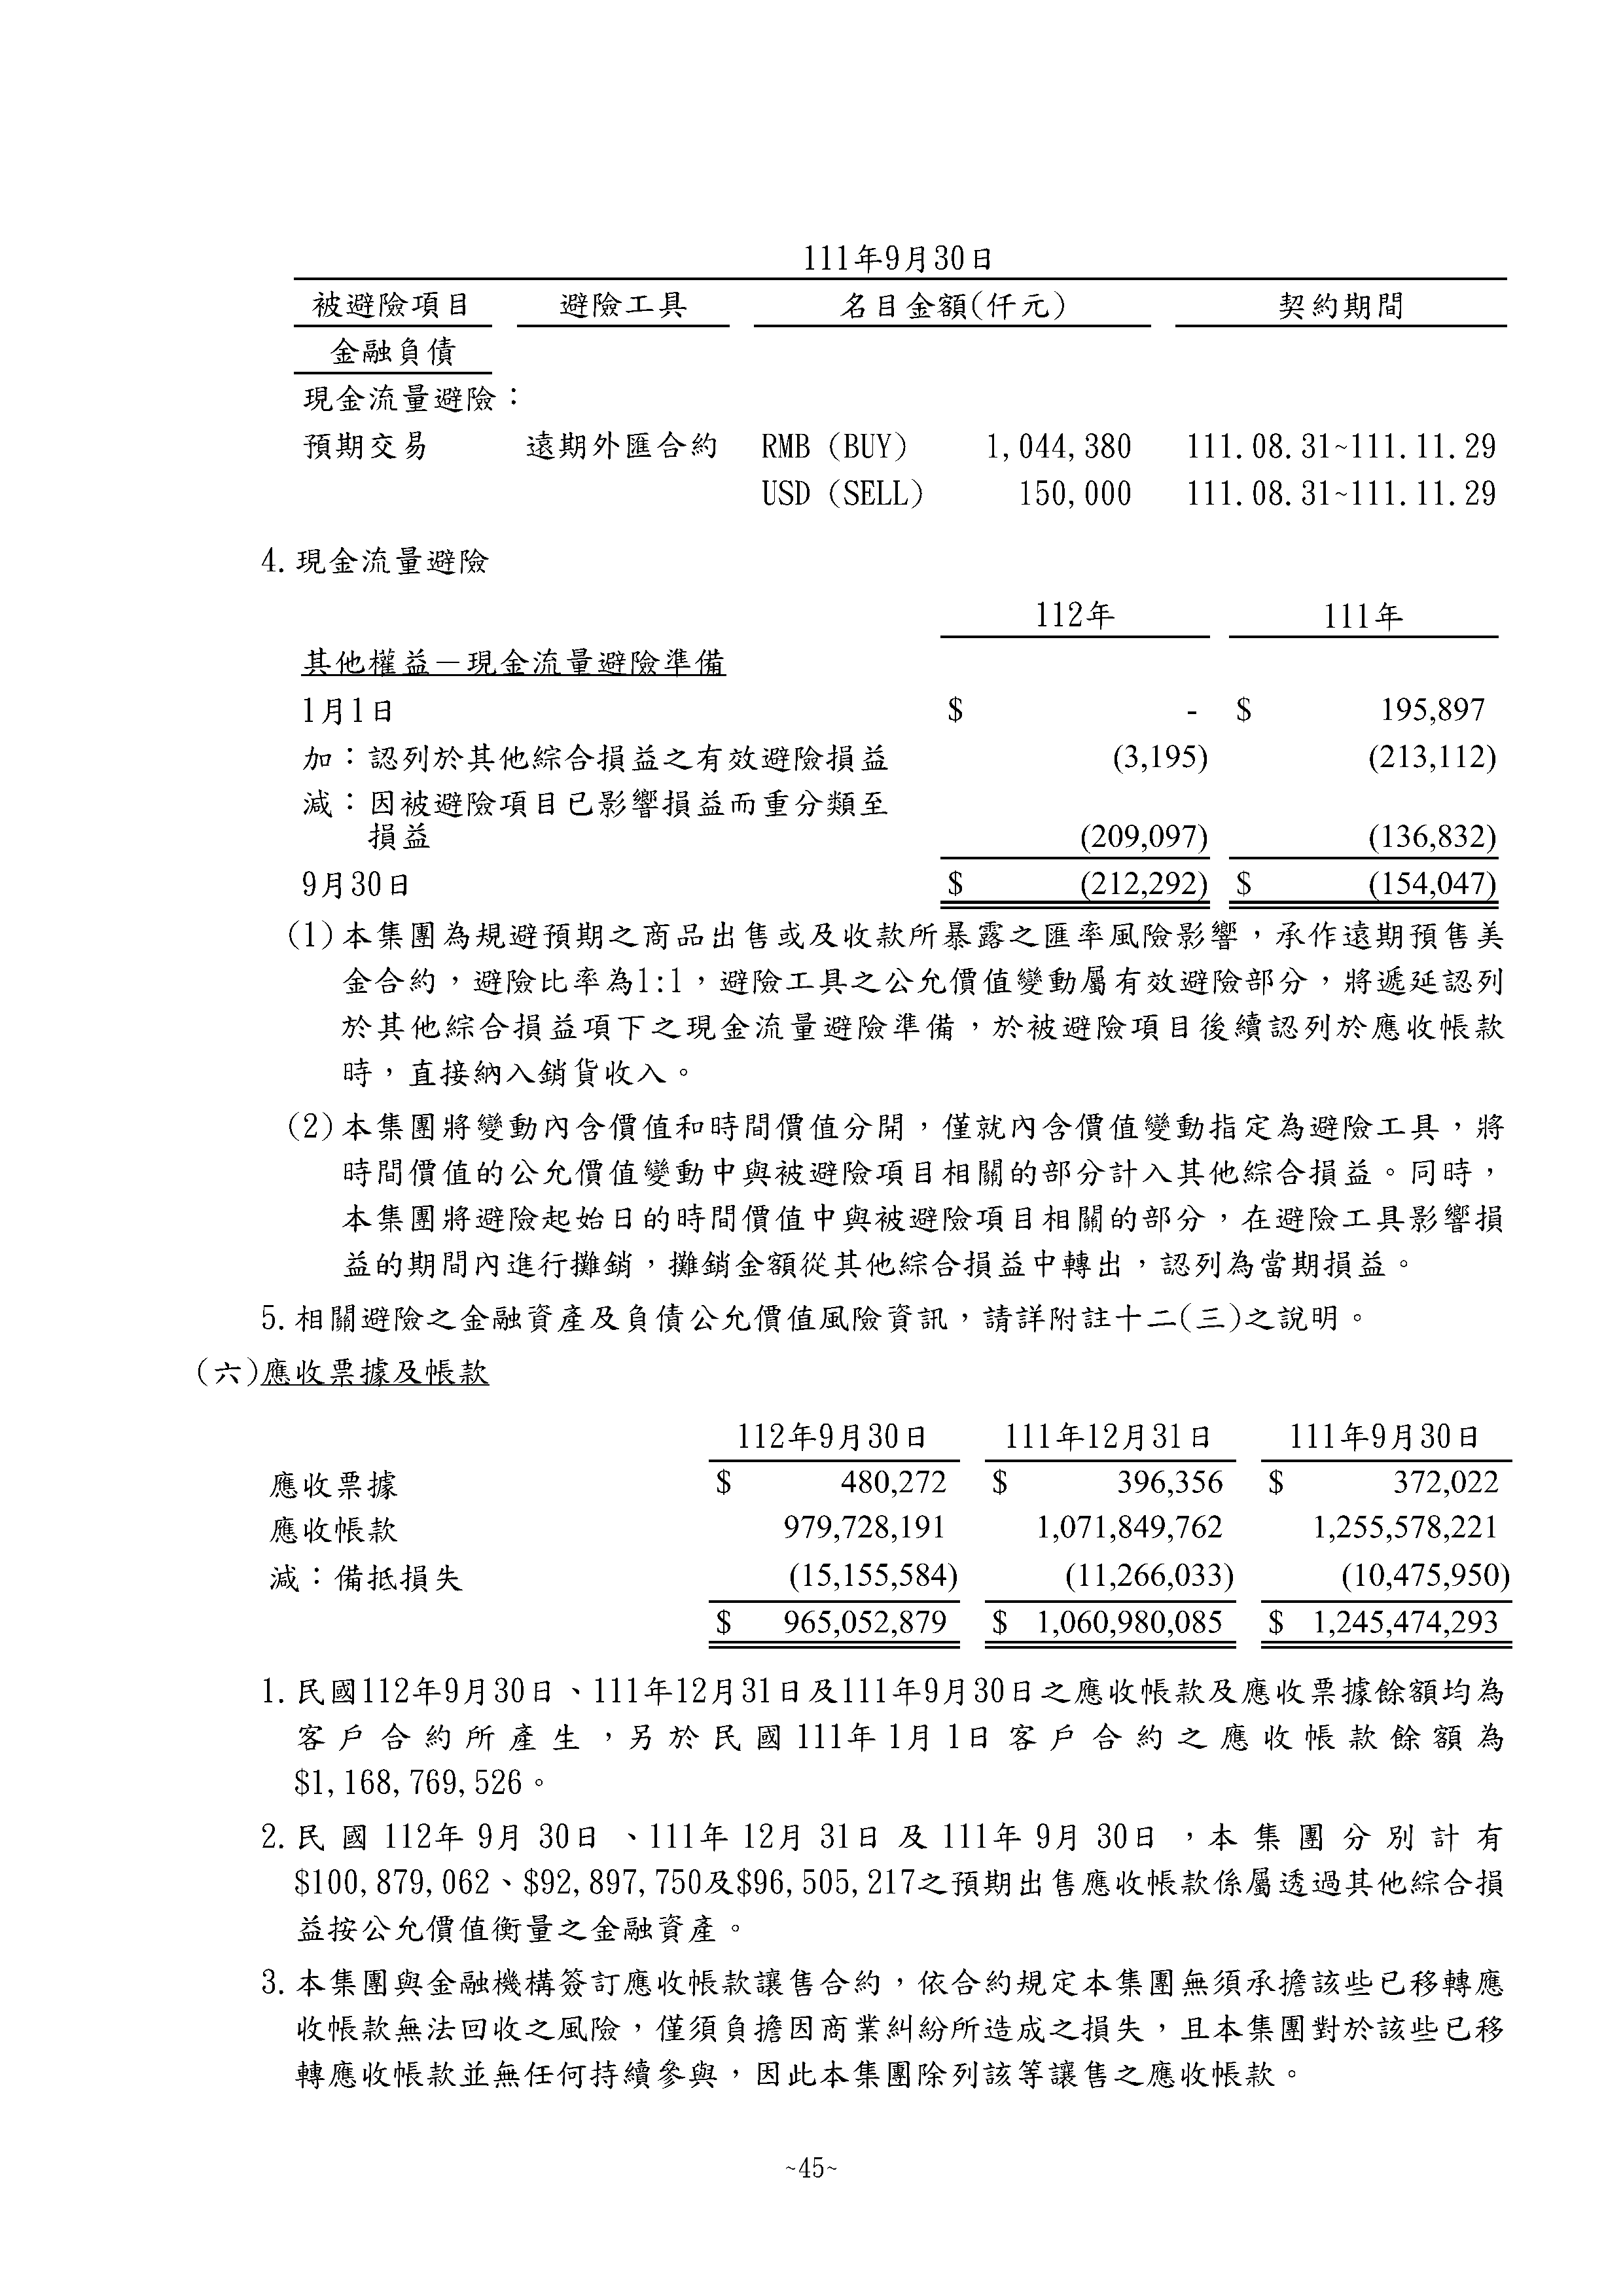 111年9月30日
被避險項目 避險工具 名目金額(仟元) 契約期間
金融負債
現金流量避險：
預期交易 遠期外匯合約 RMB (BUY) 1,044,380 111.08.31~111.11.29
USD (SELL) 150,000 111.08.31~111.11.29
4.現金流量避險
112年 111年
其他權益－現金流量避險準備
1月1日 $ - $ 195,897
加：認列於其他綜合損益之有效避險損益 (3,195) (213,112)
減：因被避險項目已影響損益而重分類至
損益 (209,097) (136,832)
9月30日 $ (212,292) $ (154,047)
(1)本集團為規避預期之商品出售或及收款所暴露之匯率風險影響，承作遠期預售美
金合約，避險比率為1:1，避險工具之公允價值變動屬有效避險部分，將遞延認列
於其他綜合損益項下之現金流量避險準備，於被避險項目後續認列於應收帳款
時，直接納入銷貨收入。
(2)本集團將變動內含價值和時間價值分開，僅就內含價值變動指定為避險工具，將
時間價值的公允價值變動中與被避險項目相關的部分計入其他綜合損益。同時，
本集團將避險起始日的時間價值中與被避險項目相關的部分，在避險工具影響損
益的期間內進行攤銷，攤銷金額從其他綜合損益中轉出，認列為當期損益。
5.相關避險之金融資產及負債公允價值風險資訊，請詳附註十二(三)之說明。
(六)應收票據及帳款
112年9月30日 111年12月31日 111年9月30日
應收票據 $ 480,272 $ 396,356 $ 372,022
應收帳款 979,728,191 1,071,849,762 1,255,578,221
減：備抵損失 (15,155,584) (11,266,033) (10,475,950)
$ 965,052,879 $ 1,060,980,085 $ 1,245,474,293
1.民國112年9月30日、111年12月31日及111年9月30日之應收帳款及應收票據餘額均為
客戶合約所產生，另於民國111年1月1日客戶合約之應收帳款餘額為
$1,168,769,526。
2.民國112年9月30日、111年12月31日及111年9月30日，本集團分別計有
$100,879,062、$92,897,750及$96,505,217之預期出售應收帳款係屬透過其他綜合損
益按公允價值衡量之金融資產。
3.本集團與金融機構簽訂應收帳款讓售合約，依合約規定本集團無須承擔該些已移轉應
收帳款無法回收之風險，僅須負擔因商業糾紛所造成之損失，且本集團對於該些已移
轉應收帳款並無任何持續參與，因此本集團除列該等讓售之應收帳款。
~45~